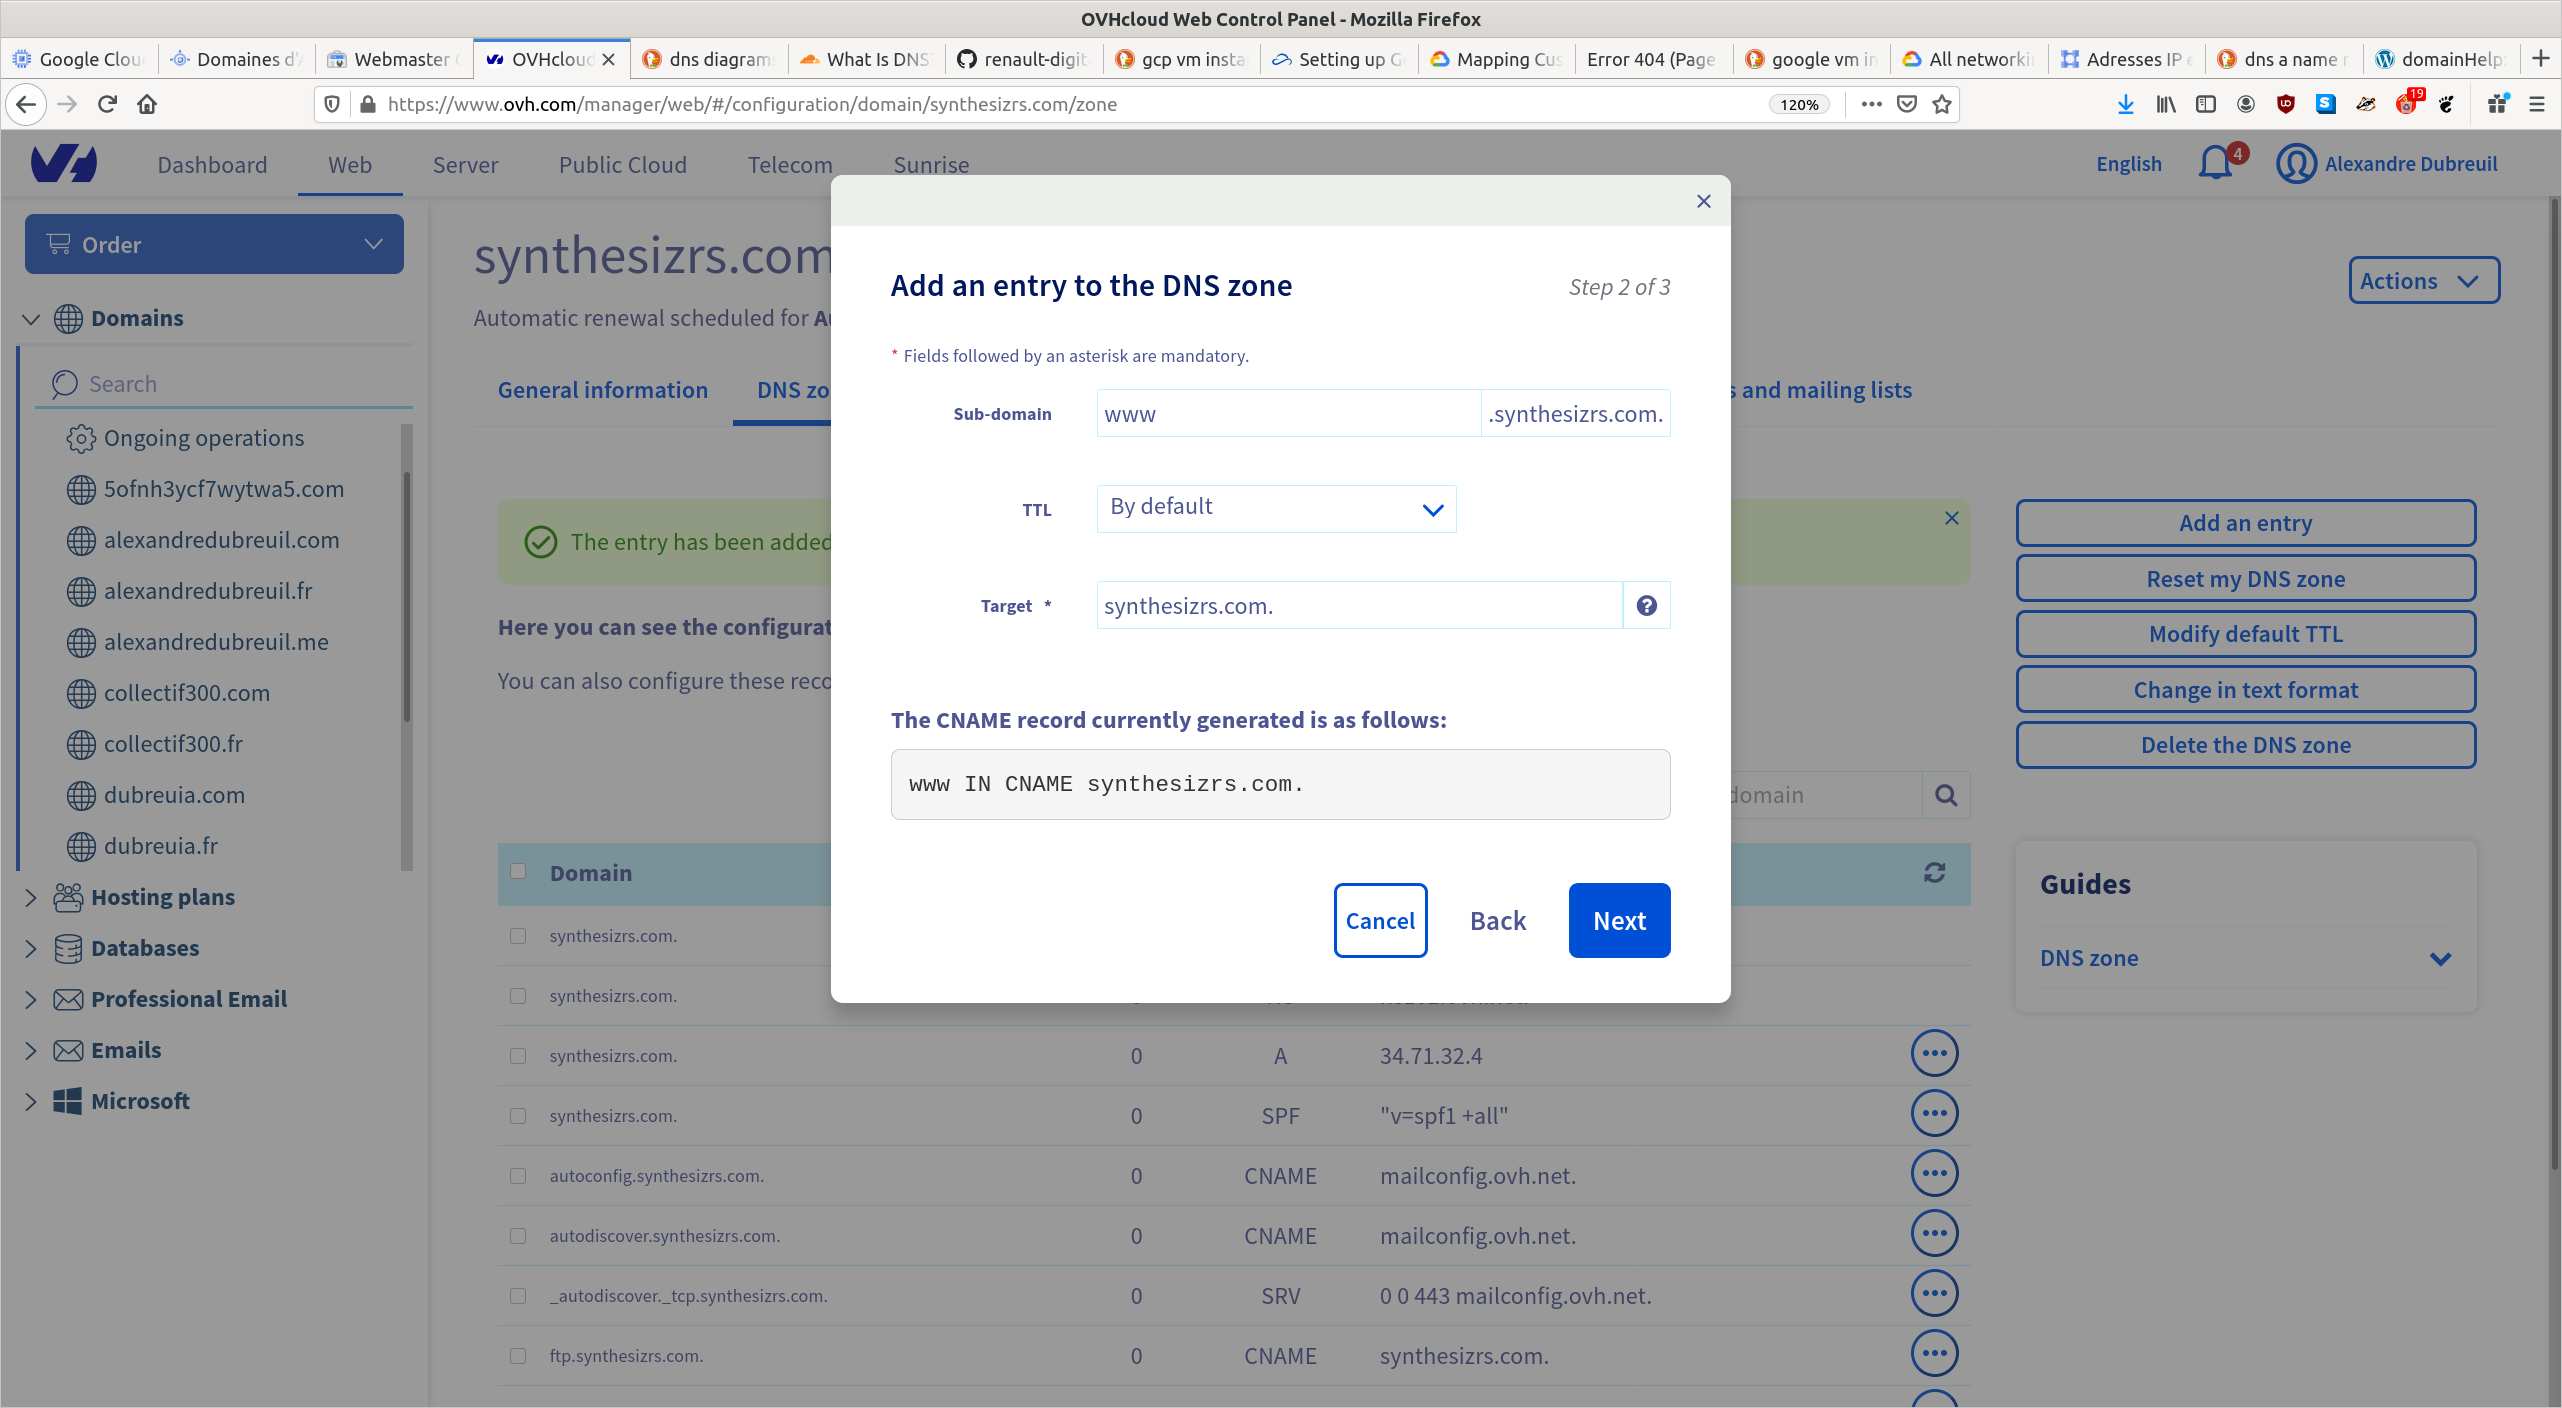 OVHcloud Web Control Panel - Mozilla Firefox
Google Clou
Domaines d'
Webmaster
OVHcloud
dns diagram
What Is DNS
renault-digit
gcp vm insta
Setting up G
Mapping Cus
Error 404 (Page
google vm in
All networkin
Adresses IP e
dns a name r
domainHelp
https://www.ovh.com/manager/web/#/configuration/domain/synthesizrs.com/zone
120%
19
Dashboard
Web
Server
Public Cloud
Telecom
Sunrise
English
4
Alexandre Dubreuil
Order
Domains
Search
Ongoing operations
5ofnh3ycf7wytwa5.com
alexandredubreuil.com
alexandredubreuil.fr
alexandredubreuil.me
collectif300.com
collectif300.fr
dubreuia.com
dubreuia.fr
Hosting plans
Databases
Professional Email
Emails
Microsoft
synthesizrs.com
Automatic renewal scheduled for
General information
DNS zo
s and mailing lists
Actions
The entry has been added
Here you can see the configurat
You can also configure these reco
Add an entry
Reset my DNS zone
Modify default TTL
Change in text format
Delete the DNS zone
domain
Guides
DNS zone
Add an entry to the DNS zone
Step 2 of 3
* Fields followed by an asterisk are mandatory.
Sub-domain
www
.synthesizrs.com.
TTL
By default
Target *
synthesizrs.com.
The CNAME record currently generated is as follows:
www IN CNAME synthesizrs.com.
Cancel
Back
Next
Domain
synthesizrs.com.
synthesizrs.com.
synthesizrs.com. 0 A 34.71.32.4
synthesizrs.com. 0 SPF "v=spf1 +all"
autoconfig.synthesizrs.com. 0 CNAME mailconfig.ovh.net.
autodiscover.synthesizrs.com. 0 CNAME mailconfig.ovh.net.
_autodiscover._tcp.synthesizrs.com. 0 SRV 0 0 443 mailconfig.ovh.net.
ftp.synthesizrs.com. 0 CNAME synthesizrs.com.